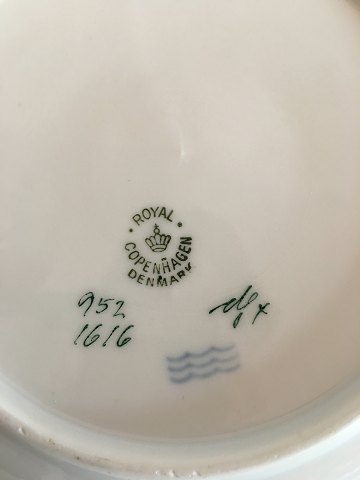 ROYAL
COPENHAGEN
DENMARK
952
1616